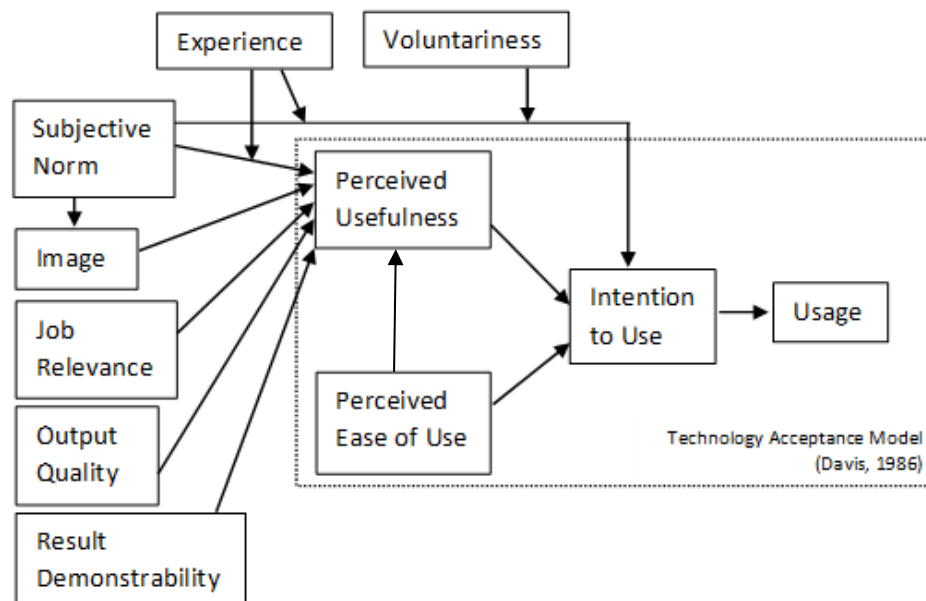 Experience
Voluntariness
Subjective
Norm
Perceived
Usefulness
Image
Intention
to Use
Usage
Job
Relevance
Perceived
Ease of Use
Output
Quality
Technology Acceptance Model
(Davis, 1986)
Result
Demonstrability